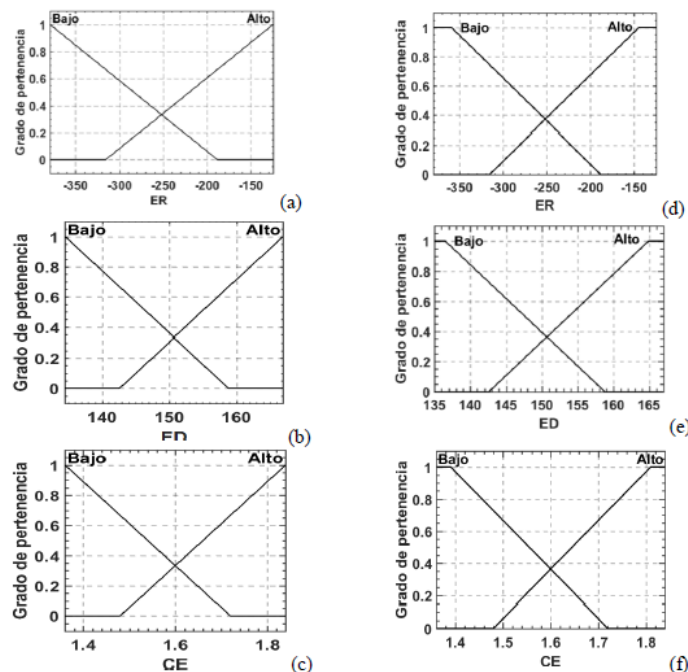 Bajo Alto
Grado de pertenencia
1
0.8
0.6
0.4
0.2
0
-350 -300 -250 -200 -150
ER
(a)
Bajo Alto
Grado de pertenencia
1
0.8
0.6
0.4
0.2
0
-350 -300 -250 -200 -150
ER
(d)
Bajo Alto
Grado de pertenencia
1
0.8
0.6
0.4
0.2
0
140 150 160
ED
(b)
Bajo Alto
Grado de pertenencia
1
0.8
0.6
0.4
0.2
0
135 140 145 150 155 160 165
ED
(e)
Bajo Alto
Grado de pertenencia
1
0.8
0.6
0.4
0.2
0
1.4 1.6 1.8
CE
(c)
Bajo Alto
Grado de pertenencia
1
0.8
0.6
0.4
0.2
0
1.4 1.5 1.6 1.7 1.8
CE
(f)